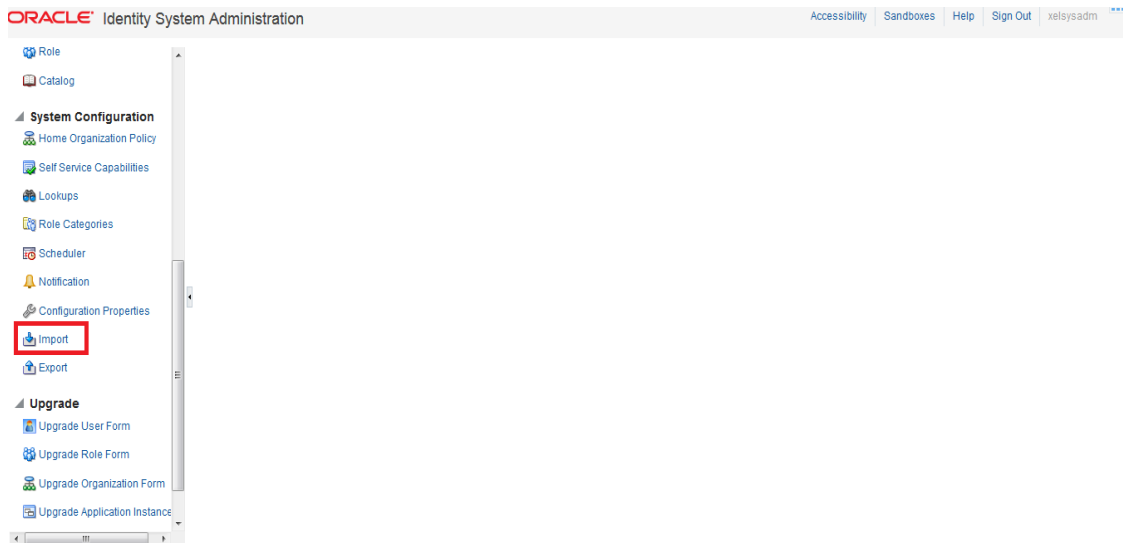 ORACLE® Identity System Administration
Accessibility Sandboxes Help Sign Out xelsysadm
Role
Catalog
System Configuration
Home Organization Policy
Self Service Capabilities
Lookups
Role Categories
Scheduler
Notification
Configuration Properties
Import
Export
Upgrade
Upgrade User Form
Upgrade Role Form
Upgrade Organization Form
Upgrade Application Instance